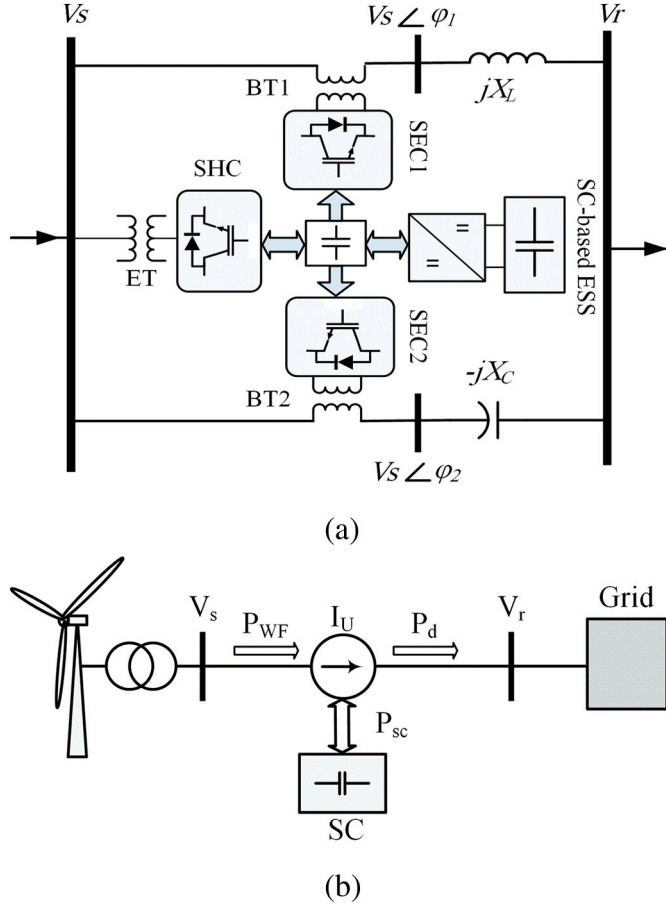 Vs
Vs∠φ1
Vr
BT1
jXL
SEC1
SHC
SC-based ESS
ET
SEC2
BT2
-jXC
Vs∠φ2
(a)
Vs
PWF
IU
Pd
Vr
Grid
Psc
SC
(b)